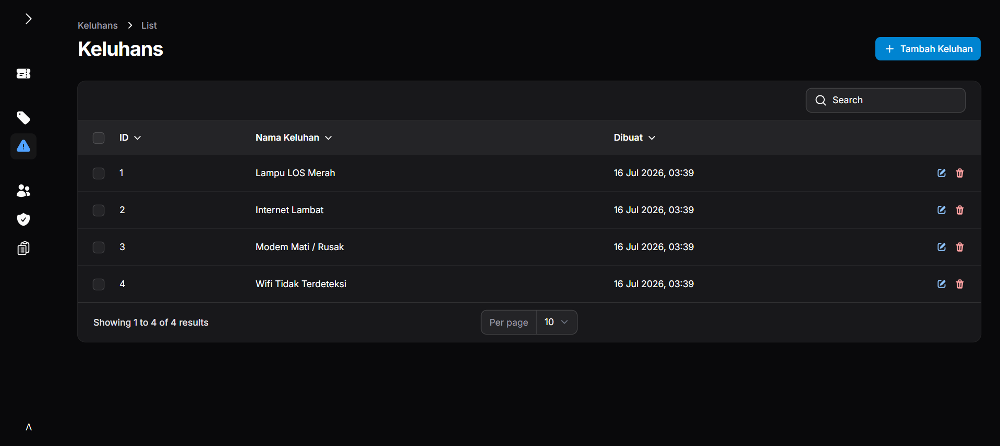 Keluhans > List
Keluhans
Tambah Keluhan
Search
ID Nama Keluhan Dibuat
1 Lampu LOS Merah 16 Jul 2026, 03:39
2 Internet Lambat 16 Jul 2026, 03:39
3 Modem Mati / Rusak 16 Jul 2026, 03:39
4 Wifi Tidak Terdeteksi 16 Jul 2026, 03:39
Showing 1 to 4 of 4 results Per page 10
A